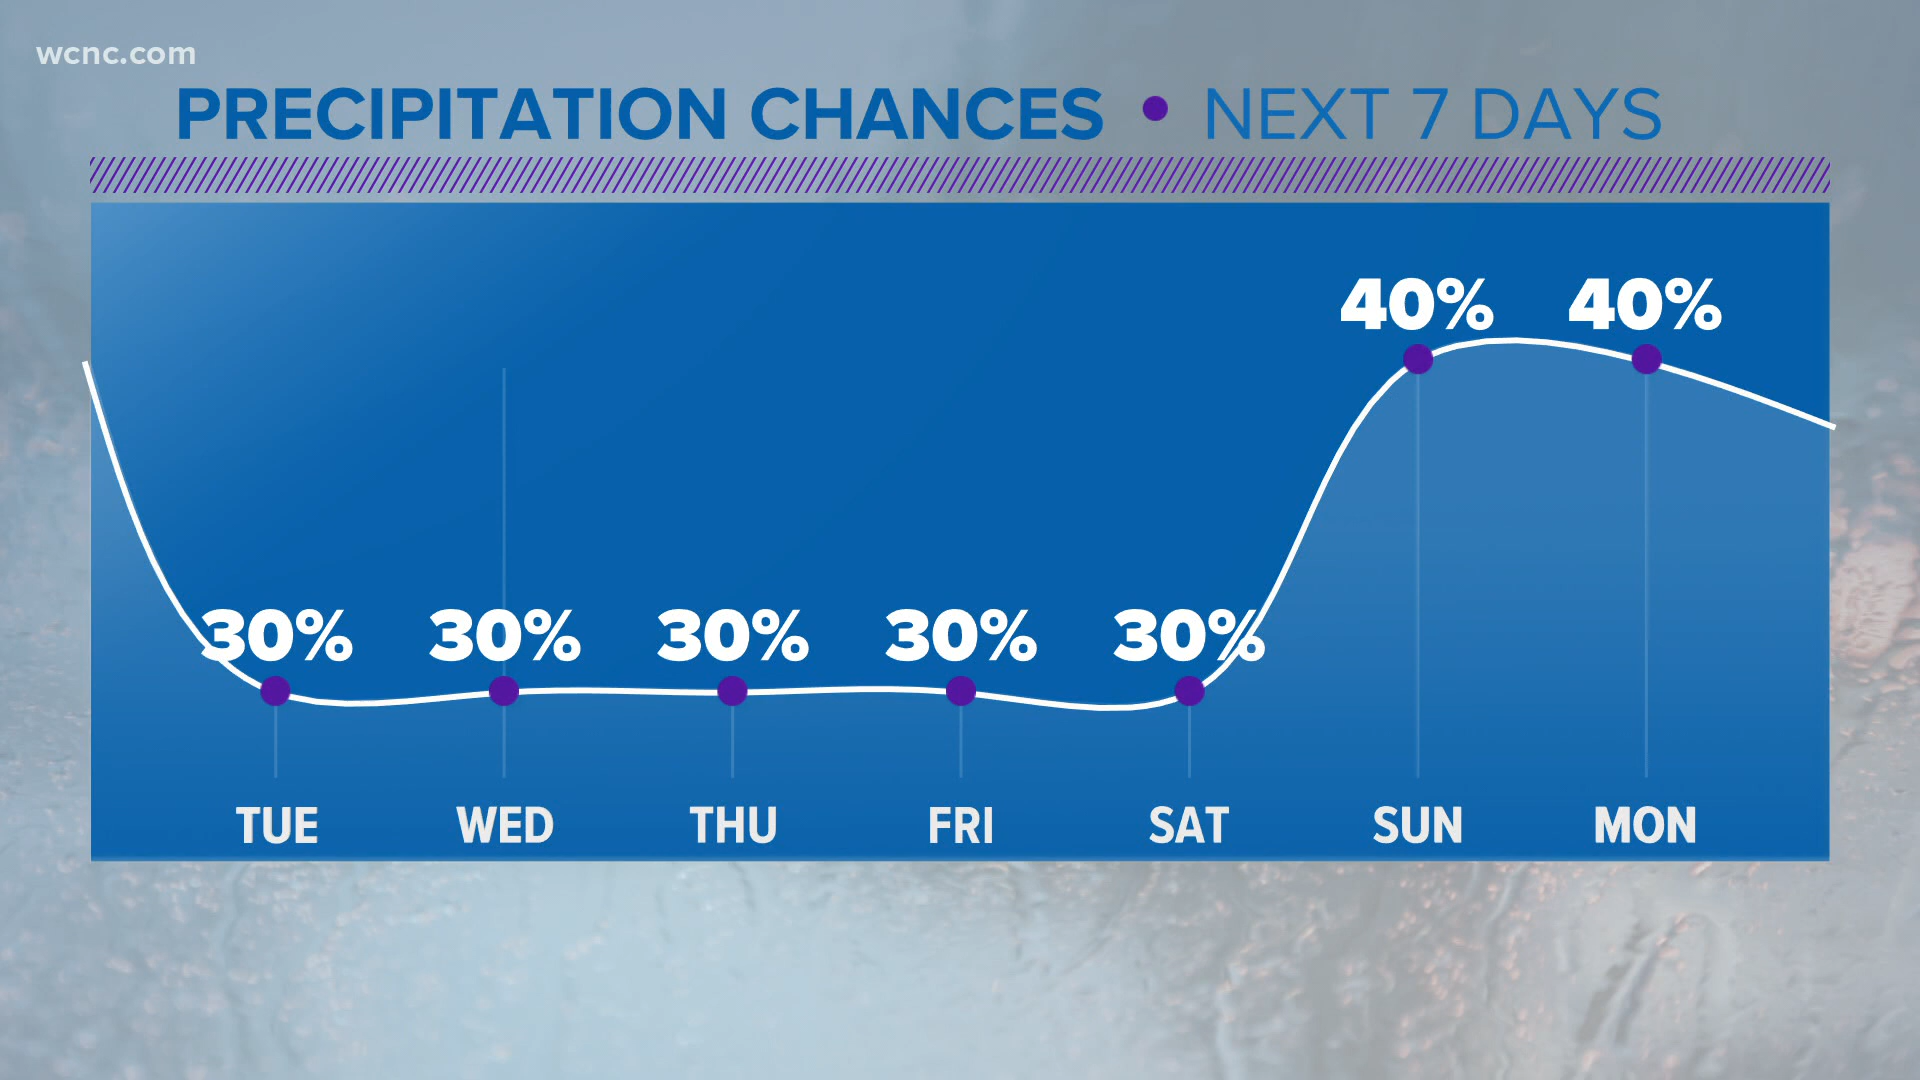 wcnc.com
PRECIPITATION CHANCES • NEXT 7 DAYS
40% 40%
30% 30% 30% 30% 30%
TUE WED THU FRI SAT SUN MON